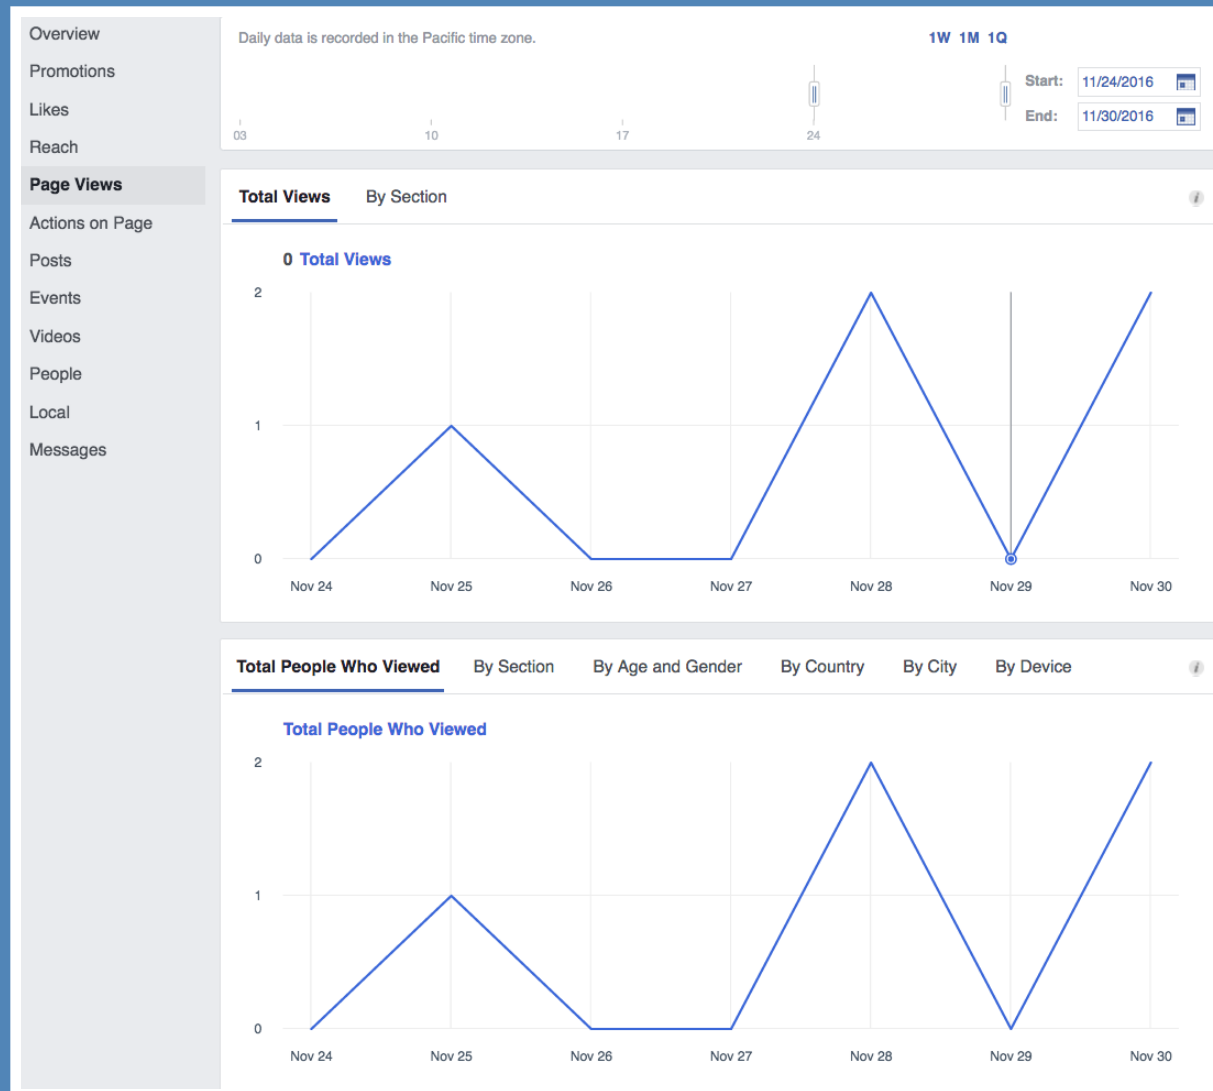 Overview
Promotions
Likes
Reach
Page Views
Actions on Page
Posts
Events
Videos
People
Local
Messages
Daily data is recorded in the Pacific time zone.
1W 1M 1Q
Start: 11/24/2016
End: 11/30/2016
03 10 17 24
Total Views By Section
0 Total Views
2
1
0
Nov 24 Nov 25 Nov 26 Nov 27 Nov 28 Nov 29 Nov 30
Total People Who Viewed By Section By Age and Gender By Country By City By Device
Total People Who Viewed
2
1
0
Nov 24 Nov 25 Nov 26 Nov 27 Nov 28 Nov 29 Nov 30